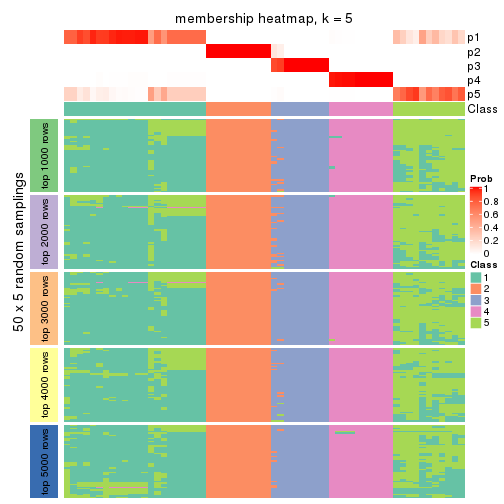 membership heatmap, k = 5
p1
p2
p3
p4
p5
Class
50 x 5 random samplings
top 1000 rows
top 2000 rows
top 3000 rows
top 4000 rows
top 5000 rows
Prob
1
0.8
0.6
0.4
0.2
0
Class
1
2
3
4
5